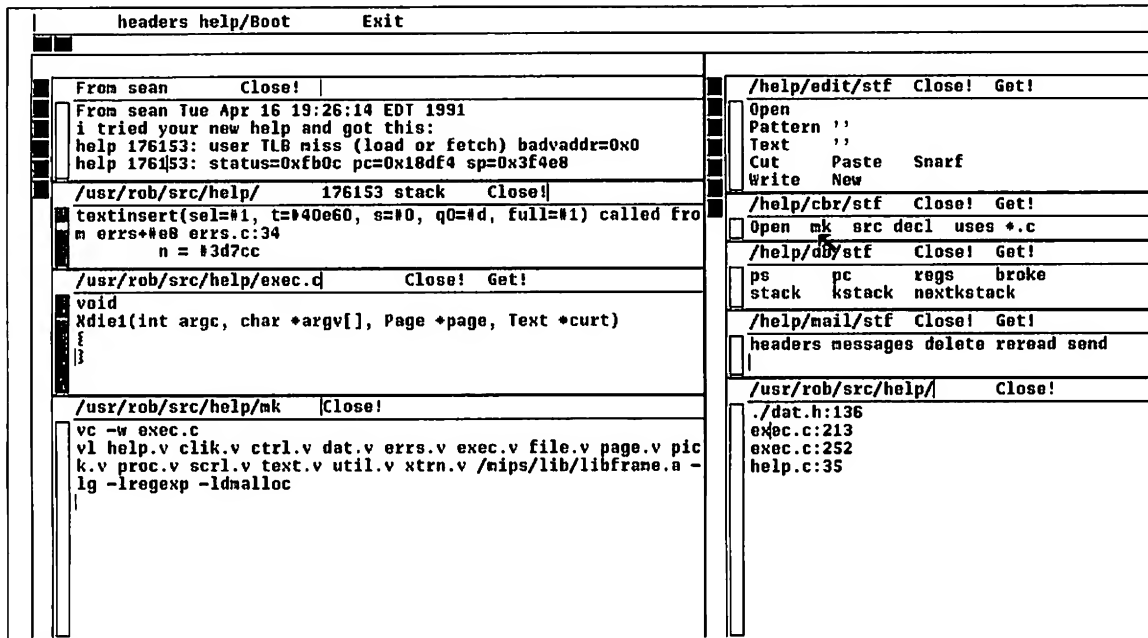 headers help/Boot Exit
From sean Close!
From sean Tue Apr 16 19:26:14 EDT 1991
i tried your new help and got this:
help 176153: user TLB miss (load or fetch) badvaddr=0x0
help 176153: status=0xfb0c pc=0x18df4 sp=0x3f4e8
/usr/rob/src/help/ 176153 stack Close!
textinsert(sel=#1, t=#40e60, s=#0, q0=#d, full=#1) called fro
m errs+#e8 errs.c:34
n = #3d7cc
/usr/rob/src/help/exec.c Close! Get!
void
Xdie1(int argc, char *argv[], Page *page, Text *curt)
{
}
/usr/rob/src/help/mk Close!
vc -w exec.c
vl help.v clik.v ctrl.v dat.v errs.v exec.v file.v page.v pic
k.v proc.v scrl.v text.v util.v xtrn.v /mips/lib/libframe.a -
lg -lregexp -ldmalloc
/help/edit/stf Close! Get!
Open
Pattern ''
Text ''
Cut Paste Snarf
Write New
/help/cbr/stf Close! Get!
Open mk src decl uses *.c
/help/db/stf Close! Get!
ps pc regs broke
stack kstack nextkstack
/help/mail/stf Close! Get!
headers messages delete reread send
/usr/rob/src/help/ Close!
./dat.h:136
exec.c:213
exec.c:252
help.c:35